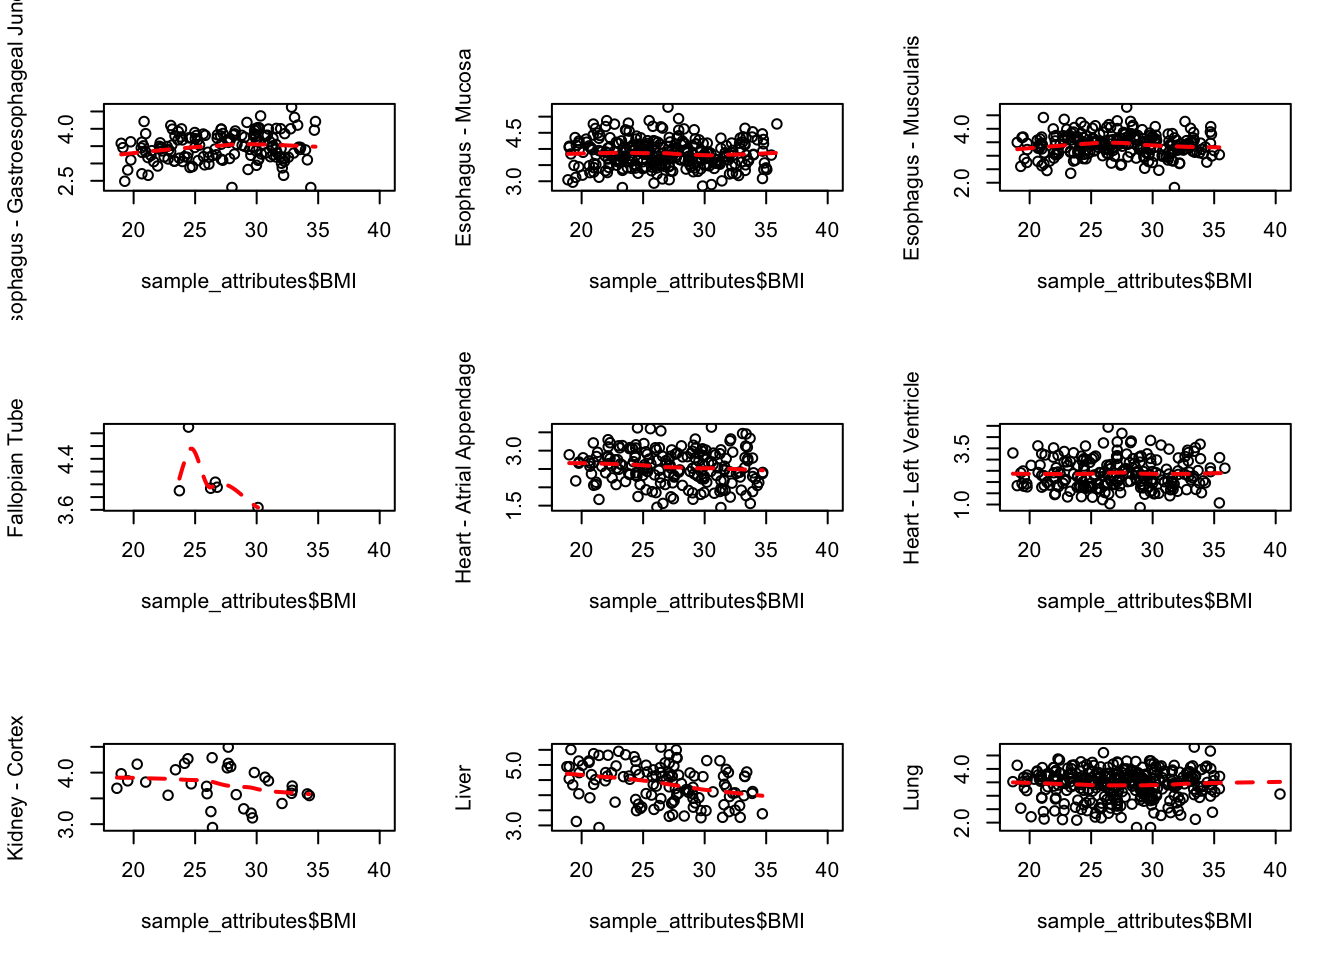 sophagus - Gastroesophageal Junc
4.0
2.5
20 25 30 35 40
sample_attributes$BMI
Esophagus - Mucosa
4.5
3.0
20 25 30 35 40
sample_attributes$BMI
Esophagus - Muscularis
4.0
2.0
20 25 30 35 40
sample_attributes$BMI
Fallopian Tube
4.4
3.6
20 25 30 35 40
sample_attributes$BMI
Heart - Atrial Appendage
3.0
1.5
20 25 30 35 40
sample_attributes$BMI
Heart - Left Ventricle
3.5
1.0
20 25 30 35 40
sample_attributes$BMI
Kidney - Cortex
4.0
3.0
20 25 30 35 40
sample_attributes$BMI
Liver
5.0
3.0
20 25 30 35 40
sample_attributes$BMI
Lung
4.0
2.0
20 25 30 35 40
sample_attributes$BMI